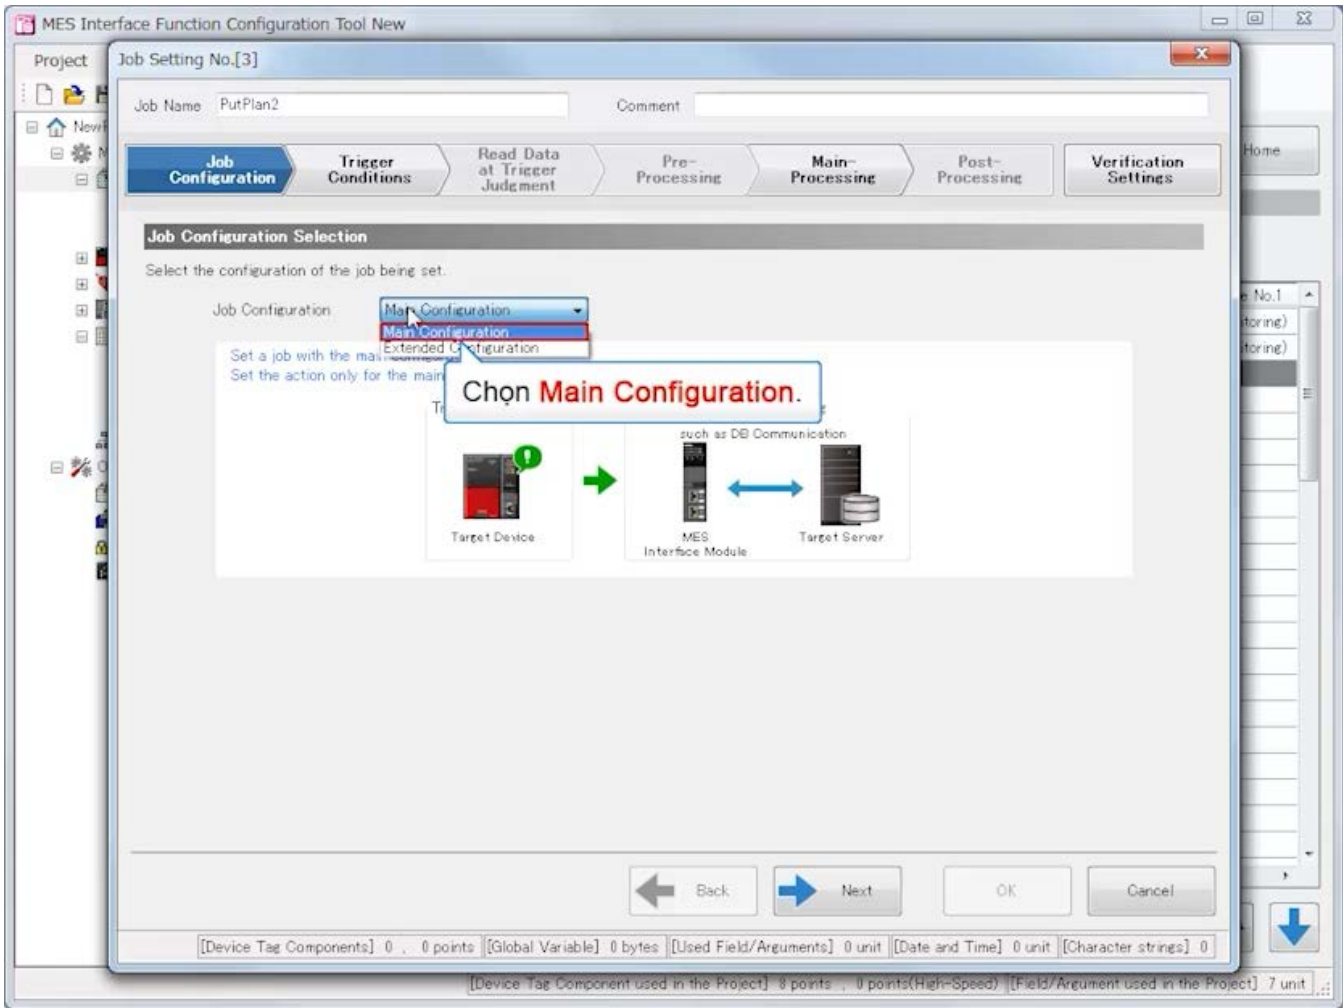 MES Interface Function Configuration Tool New
Project
Job Setting No.[3]
Job Name PutPlan2 Comment
Home
Job Configuration
Trigger Conditions
Read Data at Trigger Judgment
Pre-Processing
Main-Processing
Post-Processing
Verification Settings
Job Configuration Selection
Select the configuration of the job being set.
Job Configuration Main Configuration
Main Configuration
Extended Configuration
Set a job with the main
Set the action only for the main
Chọn Main Configuration.
such as DB Communication
Target Device
MES Interface Module
Target Server
No.1
toring)
toring)
Back Next OK Cancel
[Device Tag Components] 0 , 0 points [Global Variable] 0 bytes [Used Field/Arguments] 0 unit [Date and Time] 0 unit [Character strings] 0
[Device Tag Component used in the Project] 8 points , 0 points(High-Speed) [Field/Argument used in the Project] 7 unit